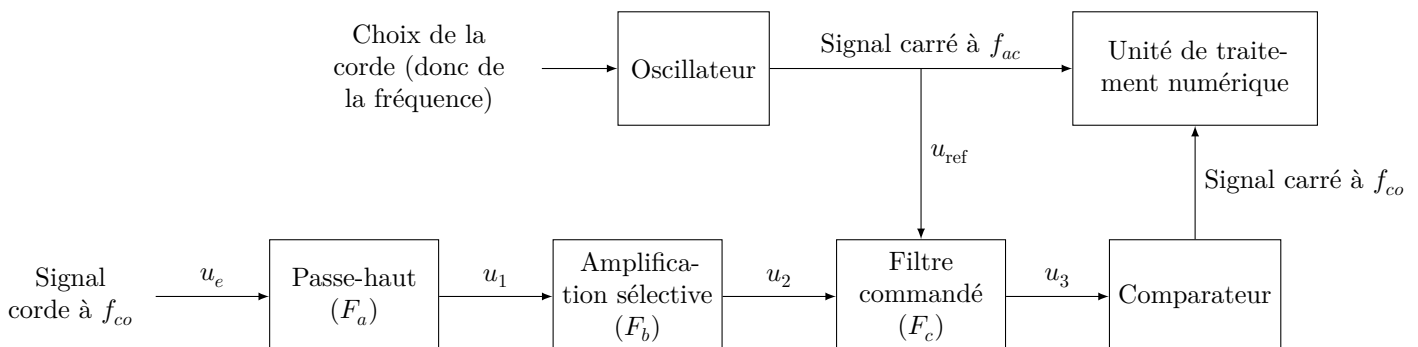 Choix de la
corde (donc de
la fréquence)
Oscillateur
Signal carré à f_ac
Unité de traite-
ment numérique
u_ref
Signal carré à f_co
Signal
corde à f_co
u_e
Passe-haut
(F_a)
u_1
Amplifica-
tion sélective
(F_b)
u_2
Filtre
commandé
(F_c)
u_3
Comparateur